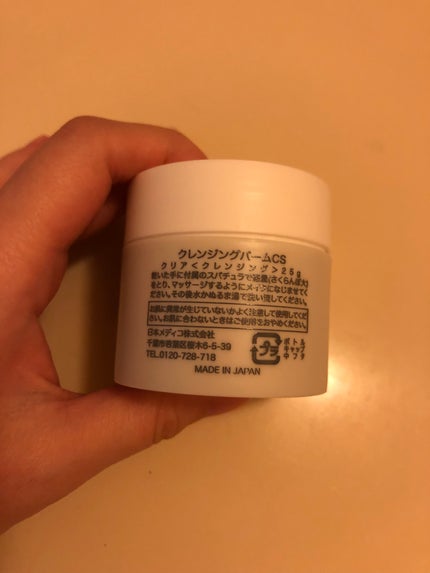 クレンジングバームCS
クリア<クレンジング>25g
乾いた手に付属のスパチュラで適量(さくらんぼ大)
をとり、マッサージするようにメイクになじませてく
ださい。その後水かぬるま湯で洗い流してください。
お肌に異常が生じていないかよく注意して使用してくだ
さい。お肌に合わないときはご使用をおやめください。
日本メディコ株式会社
千葉市若葉区桜木6-5-39
TEL.0120-728-718
MADE IN JAPAN
プラ
ボトル
キャップ
中フタ